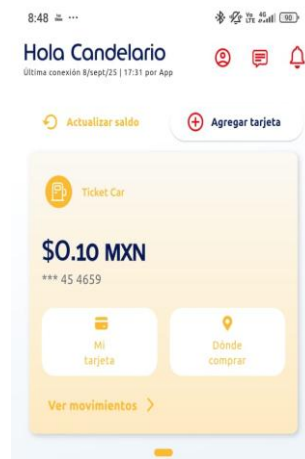 8:48 ...
90
Hola Candelario
Última conexión 8/sept/25 | 17:31 por App
Actualizar saldo
Agregar tarjeta
Ticket Car
$0.10 MXN
*** 45 4659
Mi
tarjeta
Dónde
comprar
Ver movimientos >